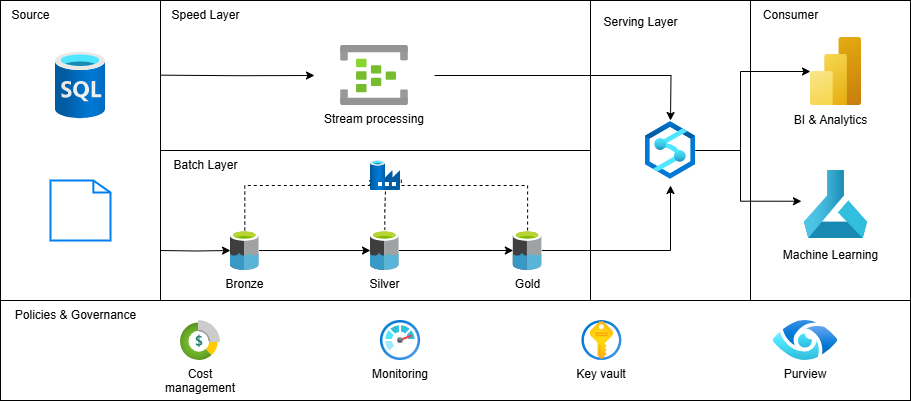 Source
Speed Layer
Serving Layer
Consumer
SQL
Stream processing
BI & Analytics
Batch Layer
Machine Learning
Bronze
Silver
Gold
Policies & Governance
$
Cost
management
Monitoring
Key vault
Purview